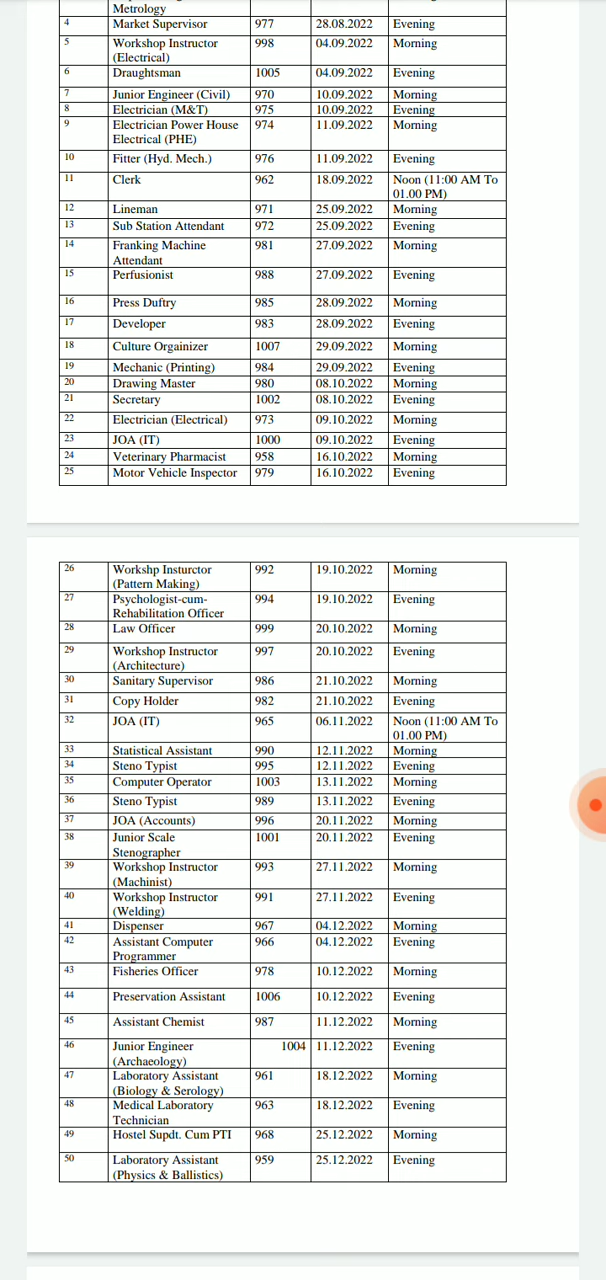 Metrology
4 Market Supervisor 977 28.08.2022 Evening
5 Workshop Instructor 998 04.09.2022 Morning
(Electrical)
6 Draughtsman 1005 04.09.2022 Evening
7 Junior Engineer (Civil) 970 10.09.2022 Morning
8 Electrician (M&T) 975 10.09.2022 Evening
9 Electrician Power House 974 11.09.2022 Morning
Electrical (PHE)
10 Fitter (Hyd. Mech.) 976 11.09.2022 Evening
11 Clerk 962 18.09.2022 Noon (11:00 AM To
01.00 PM)
12 Lineman 971 25.09.2022 Morning
13 Sub Station Attendant 972 25.09.2022 Evening
14 Franking Machine 981 27.09.2022 Morning
Attendant
15 Perfusionist 988 27.09.2022 Evening
16 Press Duftry 985 28.09.2022 Morning
17 Developer 983 28.09.2022 Evening
18 Culture Orgainizer 1007 29.09.2022 Morning
19 Mechanic (Printing) 984 29.09.2022 Evening
20 Drawing Master 980 08.10.2022 Morning
21 Secretary 1002 08.10.2022 Evening
22 Electrician (Electrical) 973 09.10.2022 Morning
23 JOA (IT) 1000 09.10.2022 Evening
24 Veterinary Pharmacist 958 16.10.2022 Morning
25 Motor Vehicle Inspector 979 16.10.2022 Evening
26 Workshp Insturctor 992 19.10.2022 Morning
(Pattern Making)
27 Psychologist-cum- 994 19.10.2022 Evening
Rehabilitation Officer
28 Law Officer 999 20.10.2022 Morning
29 Workshop Instructor 997 20.10.2022 Evening
(Architecture)
30 Sanitary Supervisor 986 21.10.2022 Morning
31 Copy Holder 982 21.10.2022 Evening
32 JOA (IT) 965 06.11.2022 Noon (11:00 AM To
01.00 PM)
33 Statistical Assistant 990 12.11.2022 Morning
34 Steno Typist 995 12.11.2022 Evening
35 Computer Operator 1003 13.11.2022 Morning
36 Steno Typist 989 13.11.2022 Evening
37 JOA (Accounts) 996 20.11.2022 Morning
38 Junior Scale 1001 20.11.2022 Evening
Stenographer
39 Workshop Instructor 993 27.11.2022 Morning
(Machinist)
40 Workshop Instructor 991 27.11.2022 Evening
(Welding)
41 Dispenser 967 04.12.2022 Morning
42 Assistant Computer 966 04.12.2022 Evening
Programmer
43 Fisheries Officer 978 10.12.2022 Morning
44 Preservation Assistant 1006 10.12.2022 Evening
45 Assistant Chemist 987 11.12.2022 Morning
46 Junior Engineer 1004 11.12.2022 Evening
(Archaeology)
47 Laboratory Assistant 961 18.12.2022 Morning
(Biology & Serology)
48 Medical Laboratory 963 18.12.2022 Evening
Technician
49 Hostel Supdt. Cum PTI 968 25.12.2022 Morning
50 Laboratory Assistant 959 25.12.2022 Evening
(Physics & Ballistics)